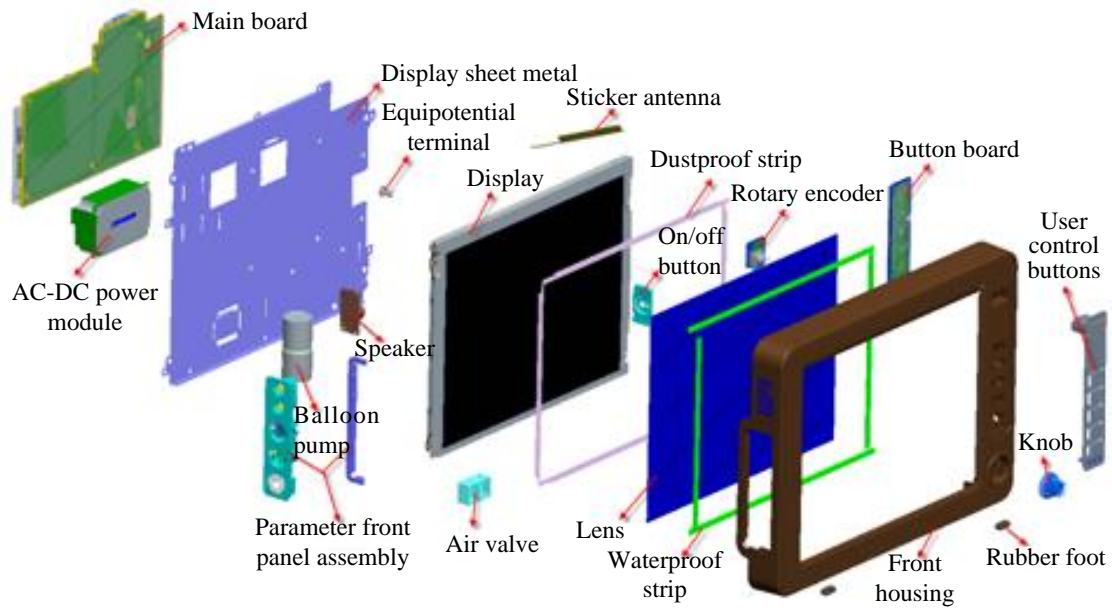 Main board
Display sheet metal
Equipotential
terminal
Sticker antenna
Dustproof strip
Button board
Display
Rotary encoder
On/off
button
User
control
buttons
AC-DC power
module
Speaker
Balloon
pump
Knob
Parameter front
panel assembly
Air valve
Lens
Waterproof
strip
Front
housing
Rubber foot